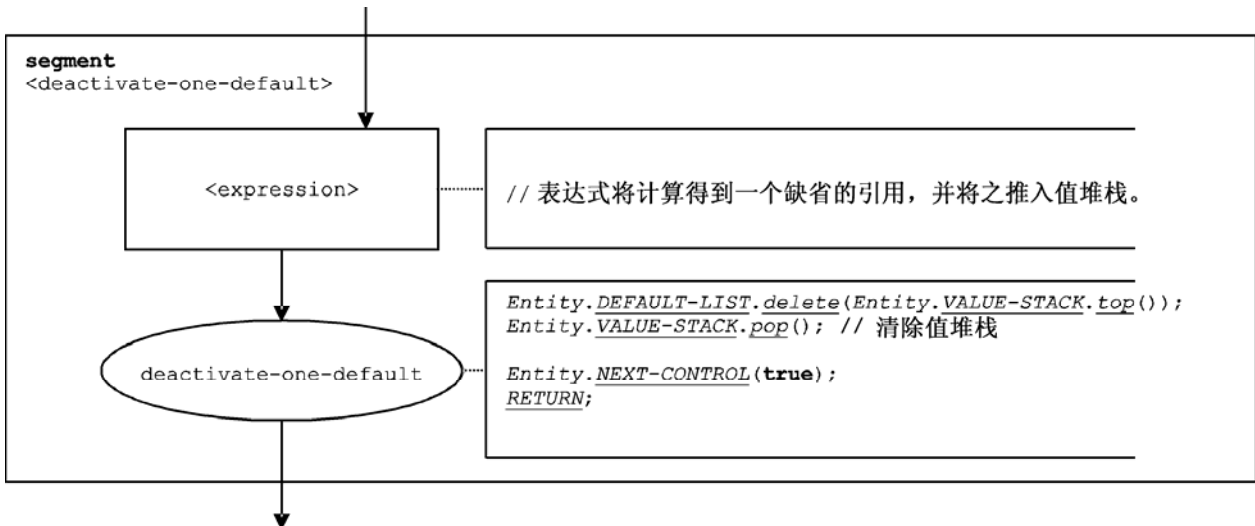 segment
<deactivate-one-default>
<expression>
// 表达式将计算得到一个缺省的引用，并将之推入值堆栈。
deactivate-one-default
Entity.DEFAULT-LIST.delete(Entity.VALUE-STACK.top());
Entity.VALUE-STACK.pop(); // 清除值堆栈
Entity.NEXT-CONTROL(true);
RETURN;